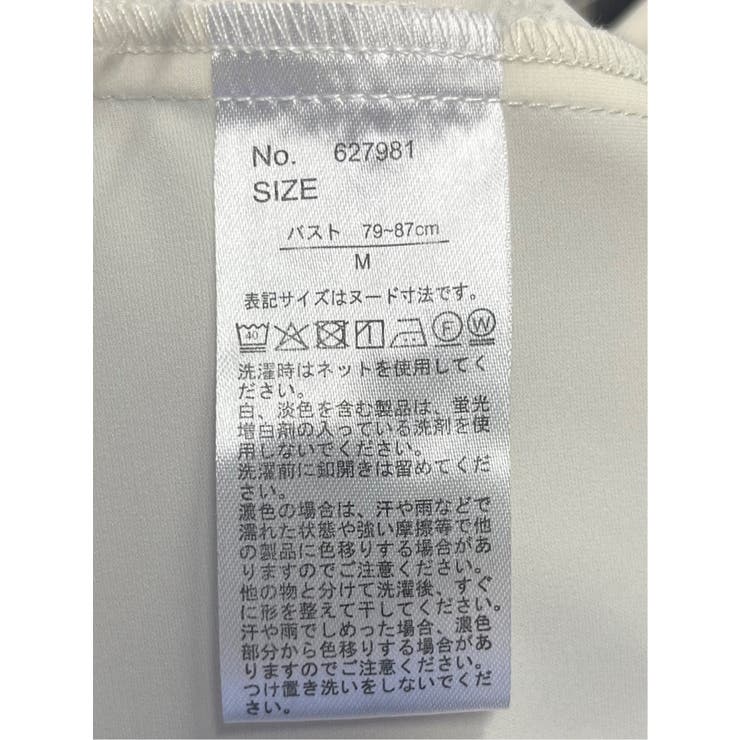 No. 627981
SIZE
バスト 79~87cm
M
表記サイズはヌード寸法です。
40 F W
洗濯時はネットを使用してく
ださい。
白、淡色を含む製品は、蛍光
増白剤の入っている洗剤を使
用しないでください。
洗濯前に釦開きは留めてくだ
さい。
濃色の場合は、汗や雨などで
濡れた状態や強い摩擦等で他
の製品に色移りする場合があ
りますのでご注意ください。
他の物と分けて洗濯後、すぐ
に形を整えて干してください。
汗や雨でしめった場合、濃色
部分から色移りする場合があ
りますのでご注意ください。
つけ置き洗いをしないでくだ
さい。